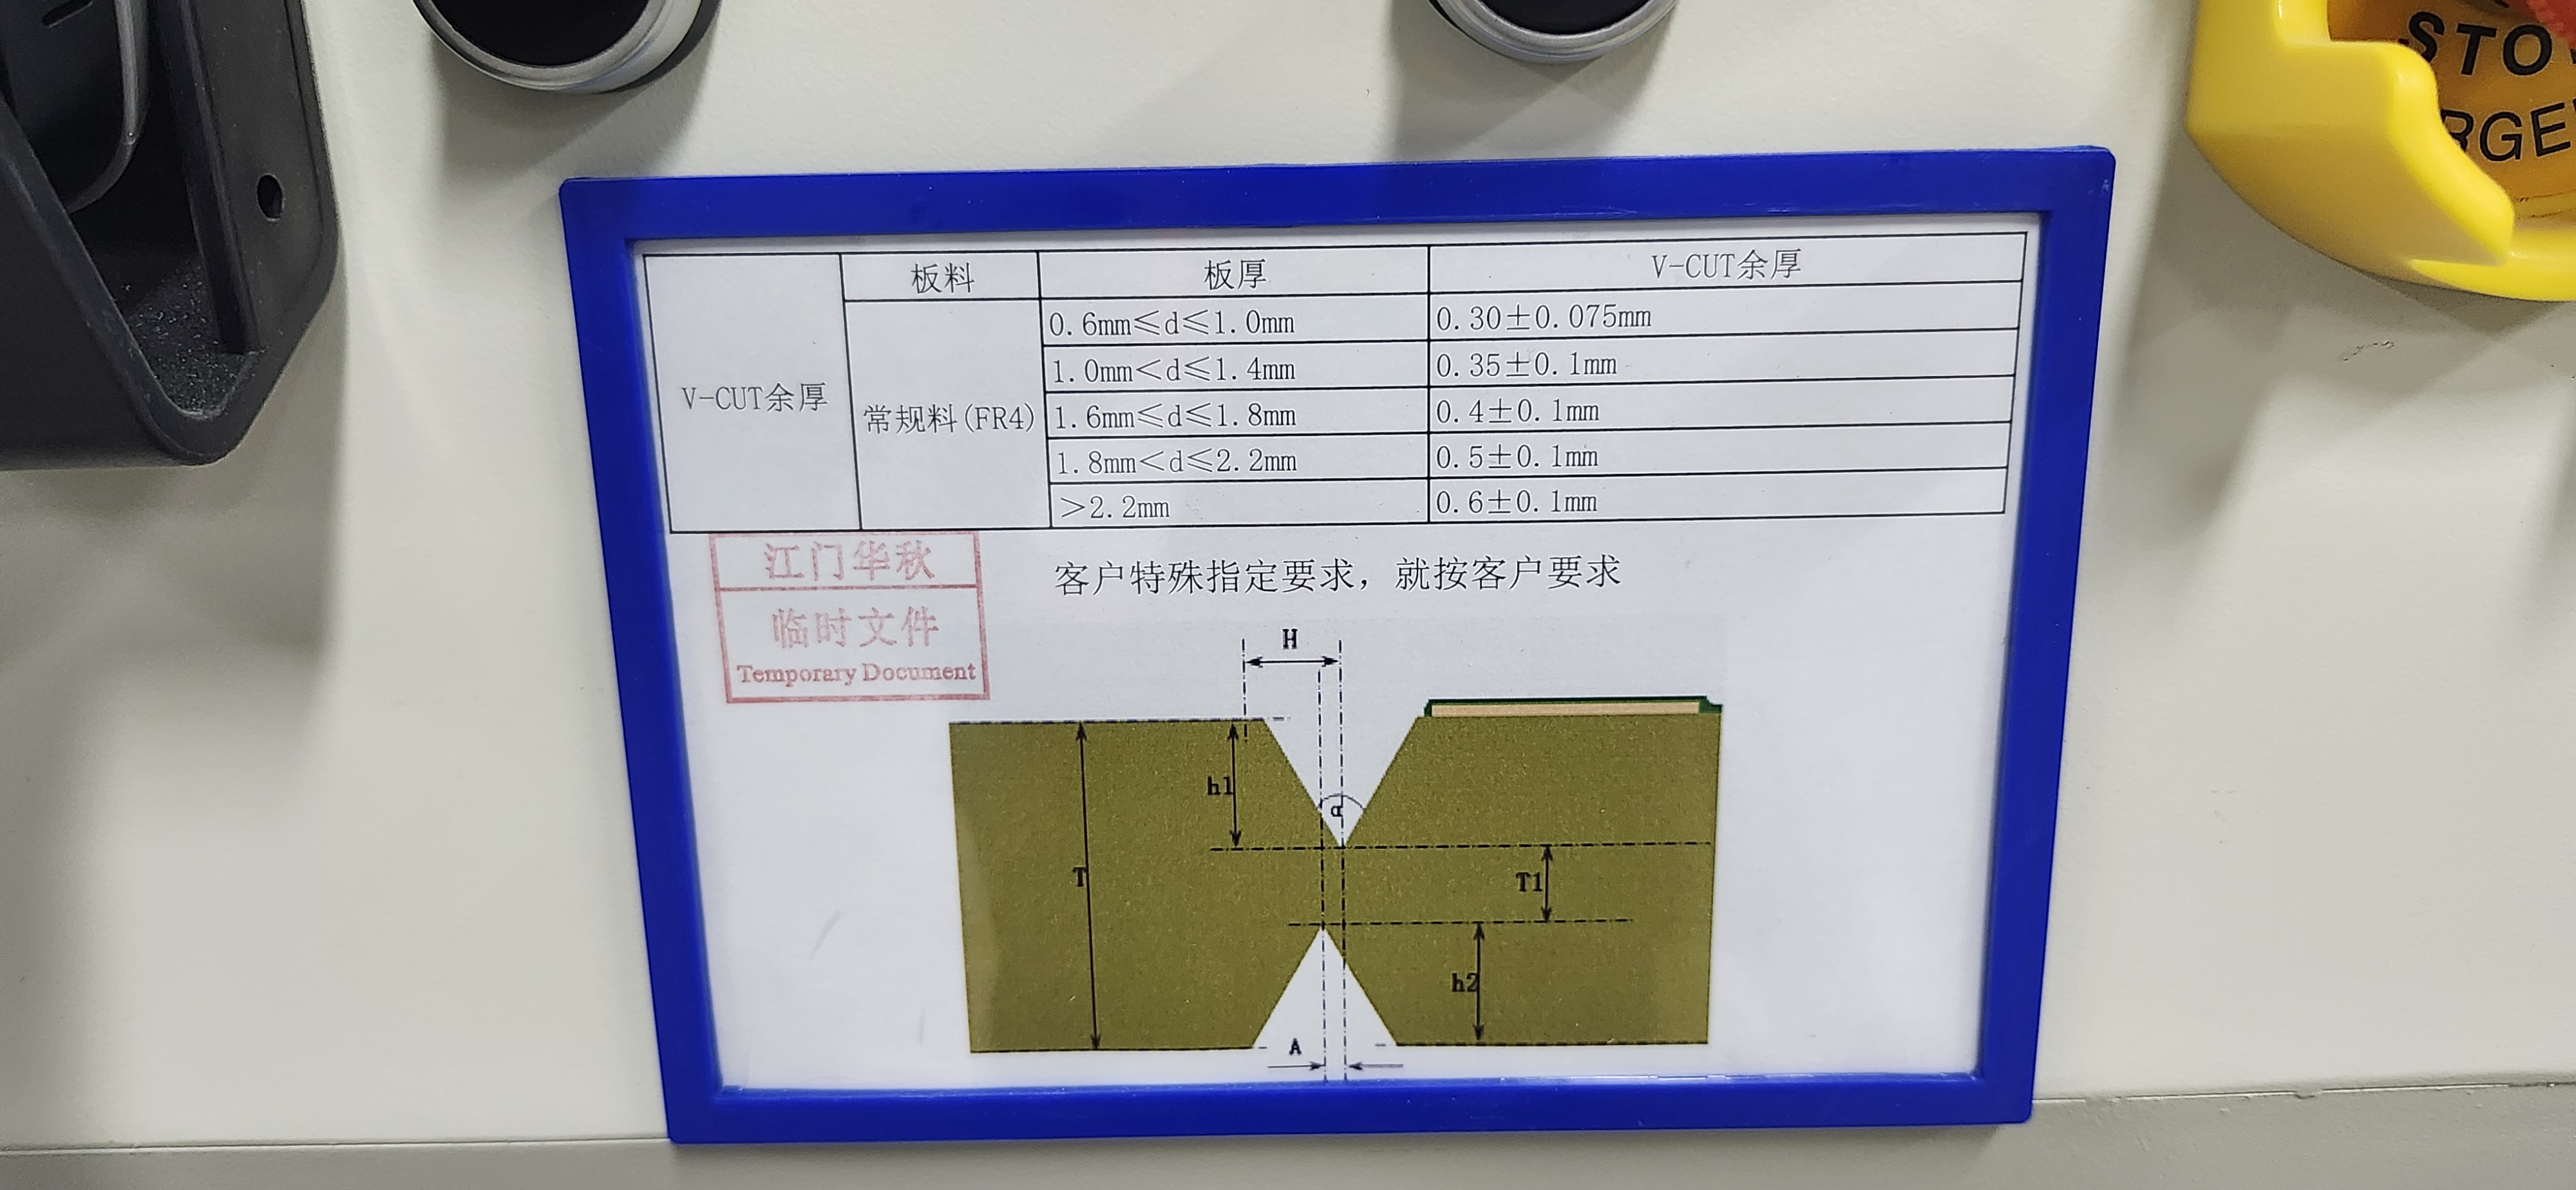 STO
RGE
板料 板厚 V-CUT余厚
V-CUT余厚 常规料(FR4)
0.6mm≤d≤1.0mm 0.30±0.075mm
1.0mm<d≤1.4mm 0.35±0.1mm
1.6mm≤d≤1.8mm 0.4±0.1mm
1.8mm<d≤2.2mm 0.5±0.1mm
>2.2mm 0.6±0.1mm
江门华秋
临时文件
Temporary Document
客户特殊指定要求，就按客户要求
H
h1
α
T
T1
h2
A